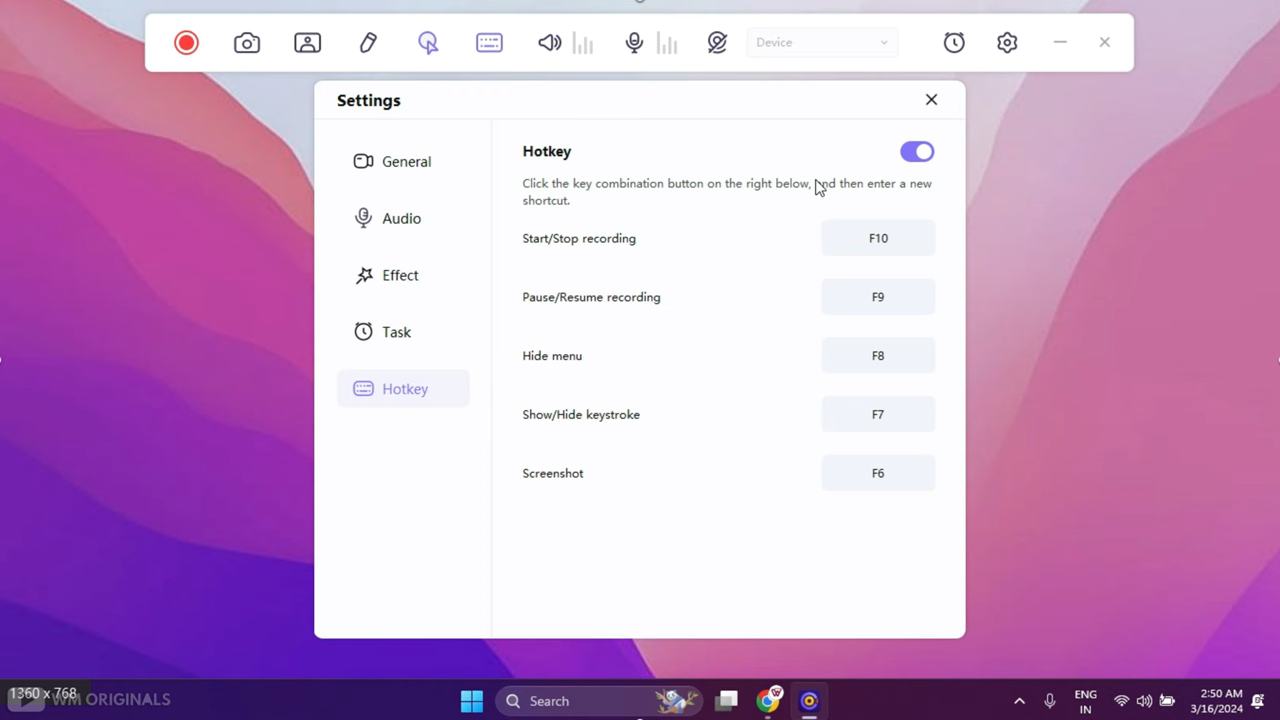 Device
Settings
General
Audio
Effect
Task
Hotkey
Hotkey
Click the key combination button on the right below, and then enter a new
shortcut.
Start/Stop recording F10
Pause/Resume recording F9
Hide menu F8
Show/Hide keystroke F7
Screenshot F6
1360 x 768
WM ORIGINALS
Search
W
ENG
IN
2:50 AM
3/16/2024